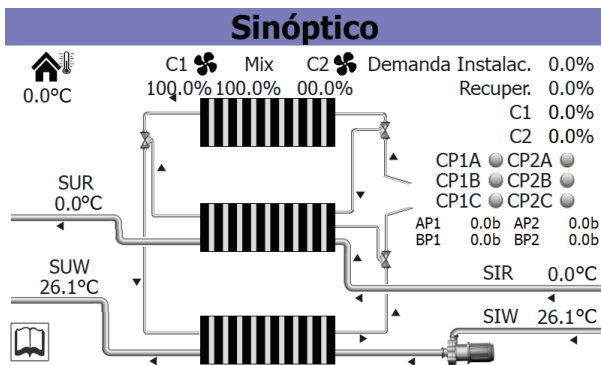 Sinóptico
C1 Mix C2 Demanda Instalac. 0.0%
0.0°C 100.0% 100.0% 00.0% Recuper. 0.0%
C1 0.0%
C2 0.0%
CP1A CP2A
CP1B CP2B
CP1C CP2C
SUR
0.0°C
AP1 0.0b AP2 0.0b
BP1 0.0b BP2 0.0b
SUW
26.1°C
SIR 0.0°C
SIW 26.1°C